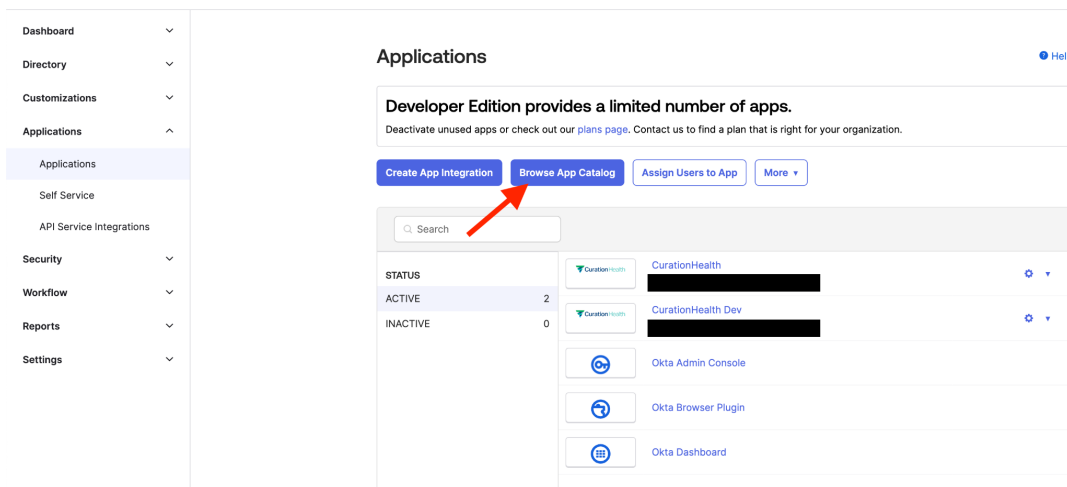 Dashboard
Directory
Customizations
Applications
Applications
Self Service
API Service Integrations
Security
Workflow
Reports
Settings
Applications
Hel
Developer Edition provides a limited number of apps.
Deactivate unused apps or check out our plans page. Contact us to find a plan that is right for your organization.
Create App Integration
Browse App Catalog
Assign Users to App
More
Search
STATUS
ACTIVE 2
INACTIVE 0
CurationHealth
CurationHealth
CurationHealth
CurationHealth Dev
Okta Admin Console
Okta Browser Plugin
Okta Dashboard